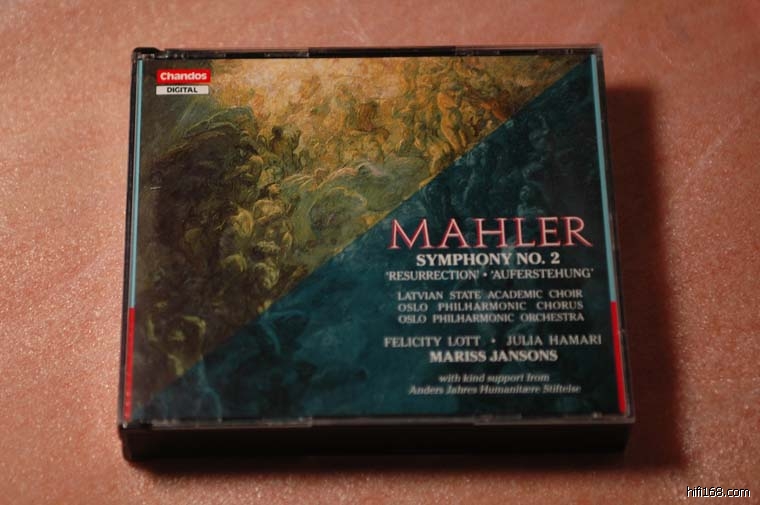 Chandos
DIGITAL
MAHLER
SYMPHONY NO. 2
'RESURRECTION' • 'AUFERSTEHUNG'
LATVIAN STATE ACADEMIC CHOIR
OSLO PHILHARMONIC CHORUS
OSLO PHILHARMONIC ORCHESTRA
FELICITY LOTT • JULIA HAMARI
MARISS JANSONS
with kind support from
Anders Jahres Humanitære Stiftelse
hifi168.com